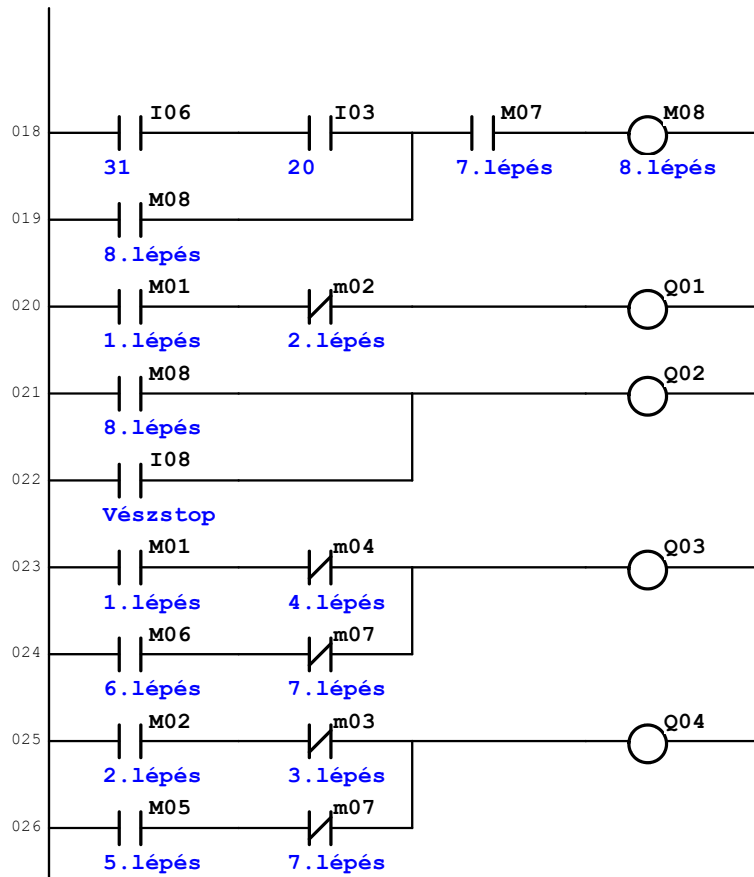 I06 I03 M07 M08
018
31 20 7.lépés 8.lépés
M08
019
8.lépés
M01 m02 Q01
020
1.lépés 2.lépés
M08 Q02
021
8.lépés
I08
022
Vészstop
M01 m04 Q03
023
1.lépés 4.lépés
M06 m07
024
6.lépés 7.lépés
M02 m03 Q04
025
2.lépés 3.lépés
M05 m07
026
5.lépés 7.lépés